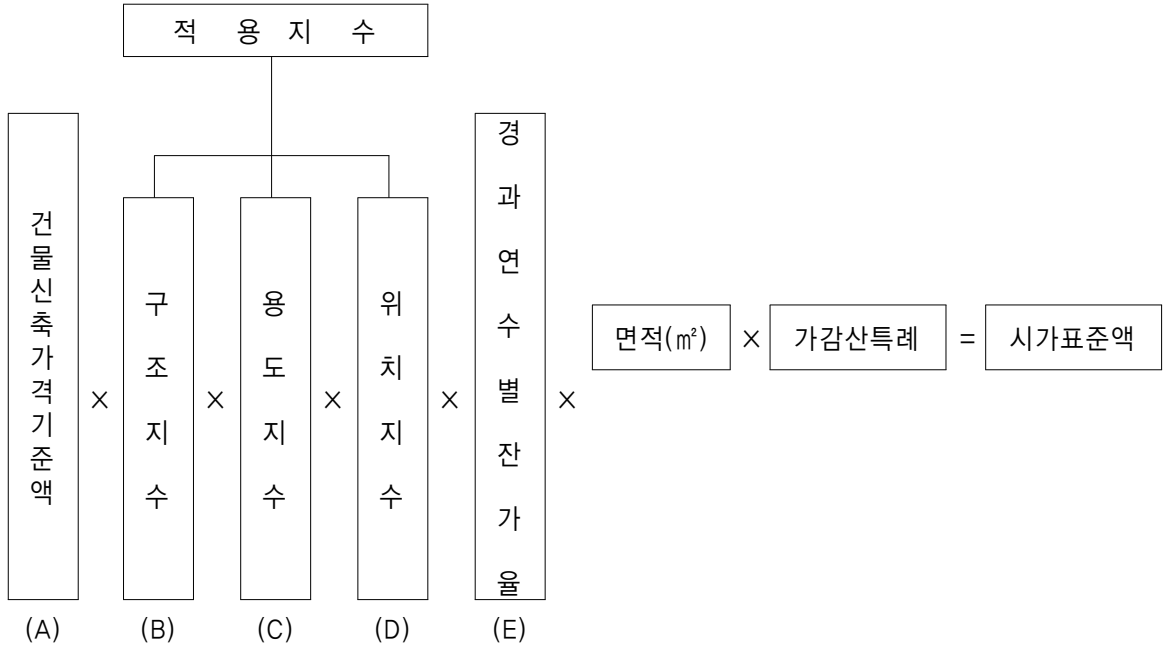 적 용 지 수
건물신축가격기준액
×
구조지수
×
용도지수
×
위치지수
×
경과연수별잔가율
×
면적(㎡) × 가감산특례 = 시가표준액
(A) (B) (C) (D) (E)